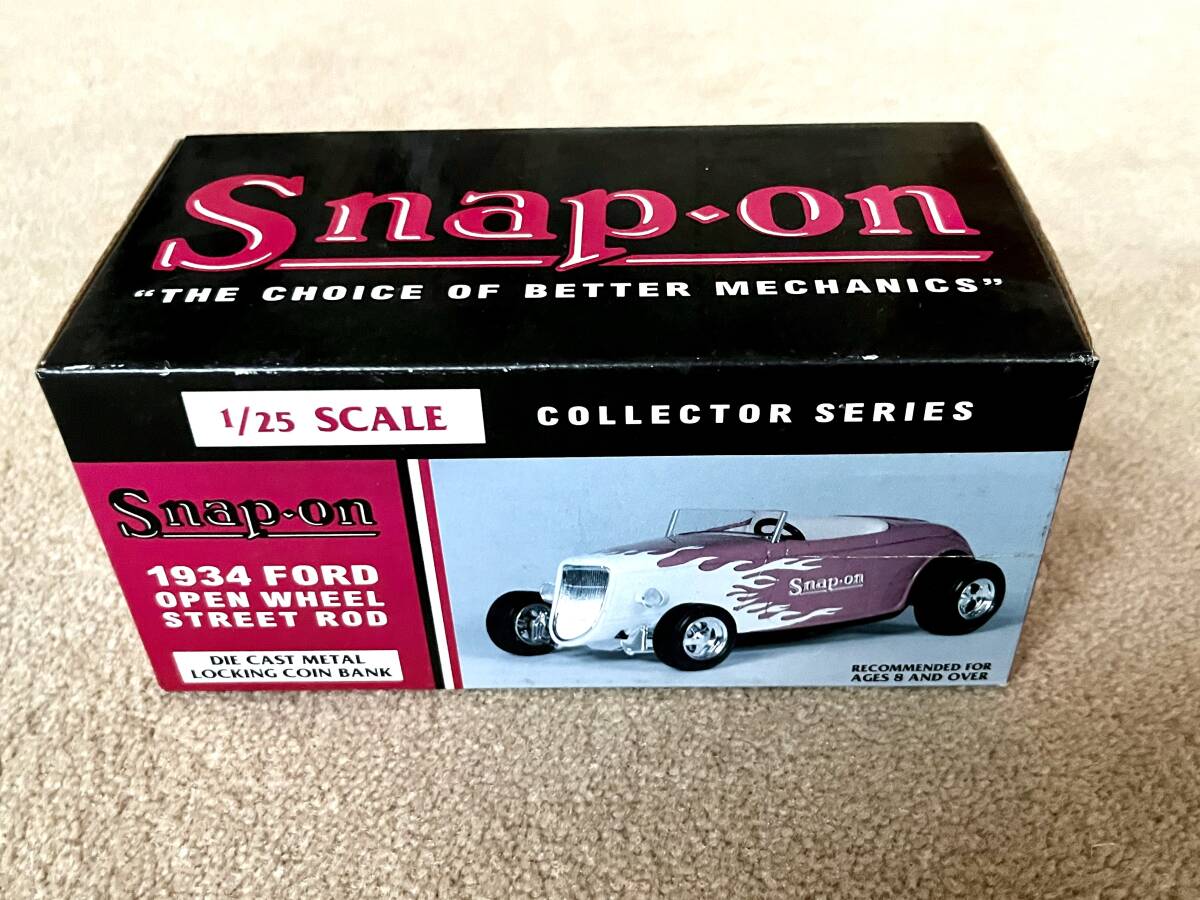 Snap-on
“THE CHOICE OF BETTER MECHANICS”
1/25 SCALE
COLLECTOR SERIES
Snap-on
1934 FORD
OPEN WHEEL
STREET ROD
DIE CAST METAL
LOCKING COIN BANK
Snap-on
RECOMMENDED FOR
AGES 8 AND OVER